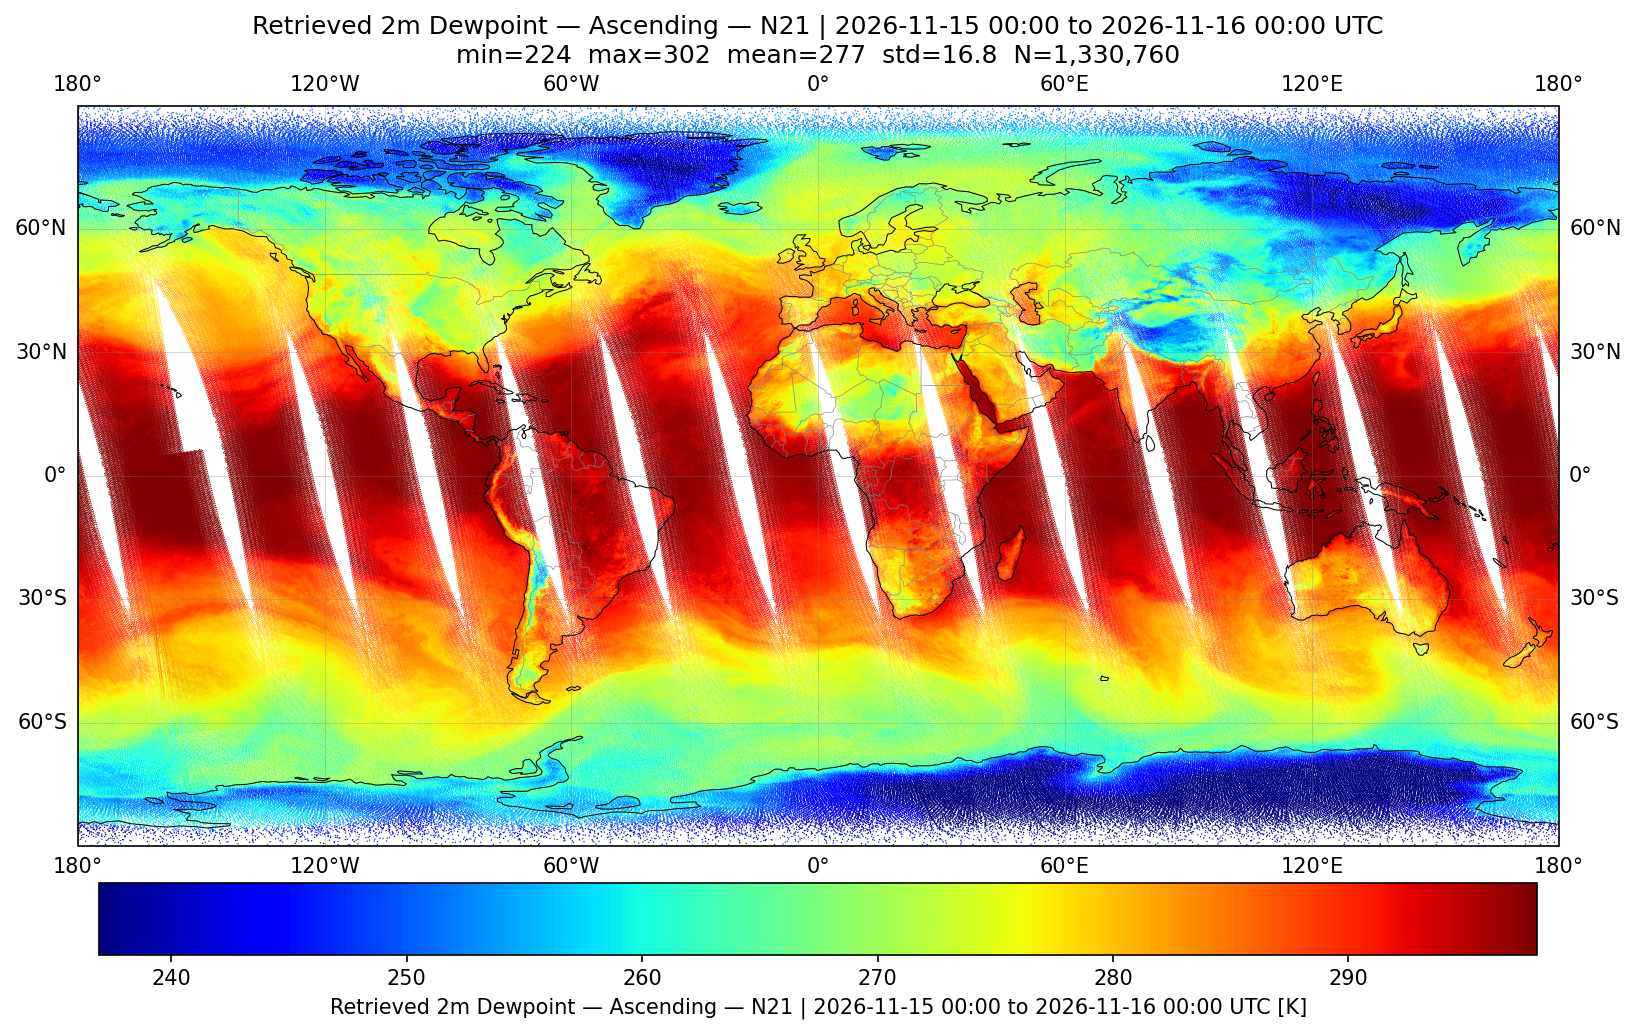 Retrieved 2m Dewpoint — Ascending — N21 | 2026-11-15 00:00 to 2026-11-16 00:00 UTC
min=224  max=302  mean=277  std=16.8  N=1,330,760
180° 120°W 60°W 0° 60°E 120°E 180°
60°N 60°N
30°N 30°N
0° 0°
30°S 30°S
60°S 60°S
180° 120°W 60°W 0° 60°E 120°E 180°
240 250 260 270 280 290
Retrieved 2m Dewpoint — Ascending — N21 | 2026-11-15 00:00 to 2026-11-16 00:00 UTC [K]